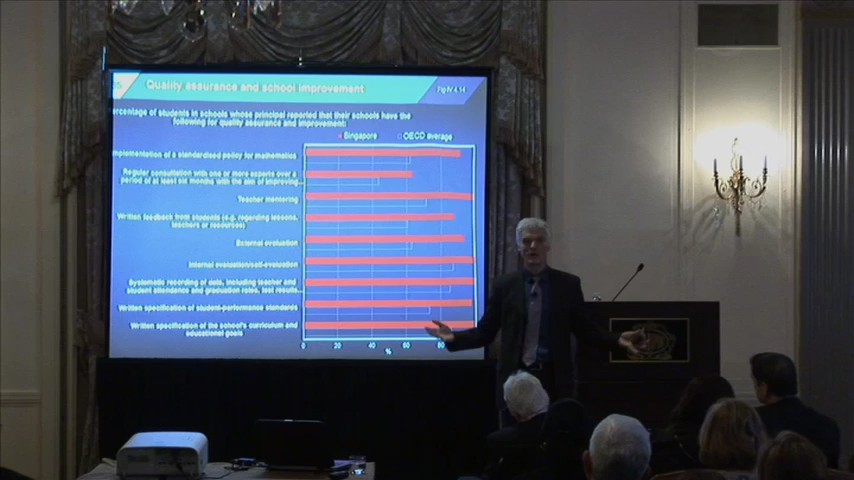 Quality assurance and school improvement
Fig IV.4.14
ercentage of students in schools whose principal reported that their schools have the
following for quality assurance and improvement:
Singapore OECD average
mplementation of a standardised policy for mathematics
Regular consultation with one or more experts over a
period of at least six months with the aim of improving
Teacher mentoring
Written feedback from students (e.g. regarding lessons,
teachers or resources)
External evaluation
Internal evaluation/self-evaluation
Systematic recording of data, including teacher and
student attendance and graduation rates, test results
Written specification of student-performance standards
Written specification of the school's curriculum and
educational goals
0 20 40 60 80
%